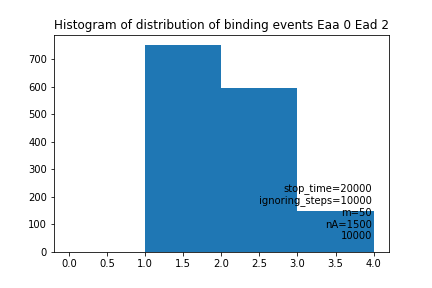 Histogram of distribution of binding events Eaa 0 Ead 2
700
600
500
400
300
200
100
0
stop_time=20000
ignoring_steps=10000
m=50
nA=1500
10000
0.0 0.5 1.0 1.5 2.0 2.5 3.0 3.5 4.0